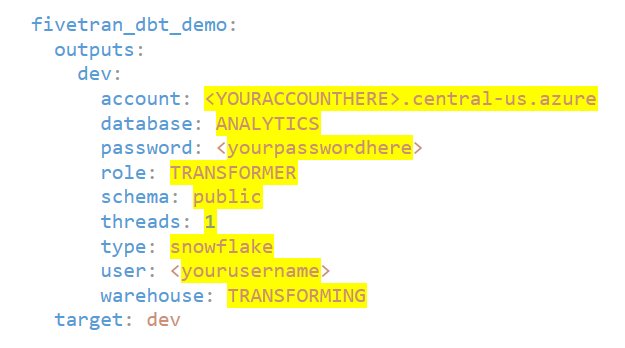 fivetran_dbt_demo:
  outputs:
    dev:
      account: <YOURACCOUNTHERE>.central-us.azure
      database: ANALYTICS
      password: <yourpasswordhere>
      role: TRANSFORMER
      schema: public
      threads: 1
      type: snowflake
      user: <yourusername>
      warehouse: TRANSFORMING
  target: dev